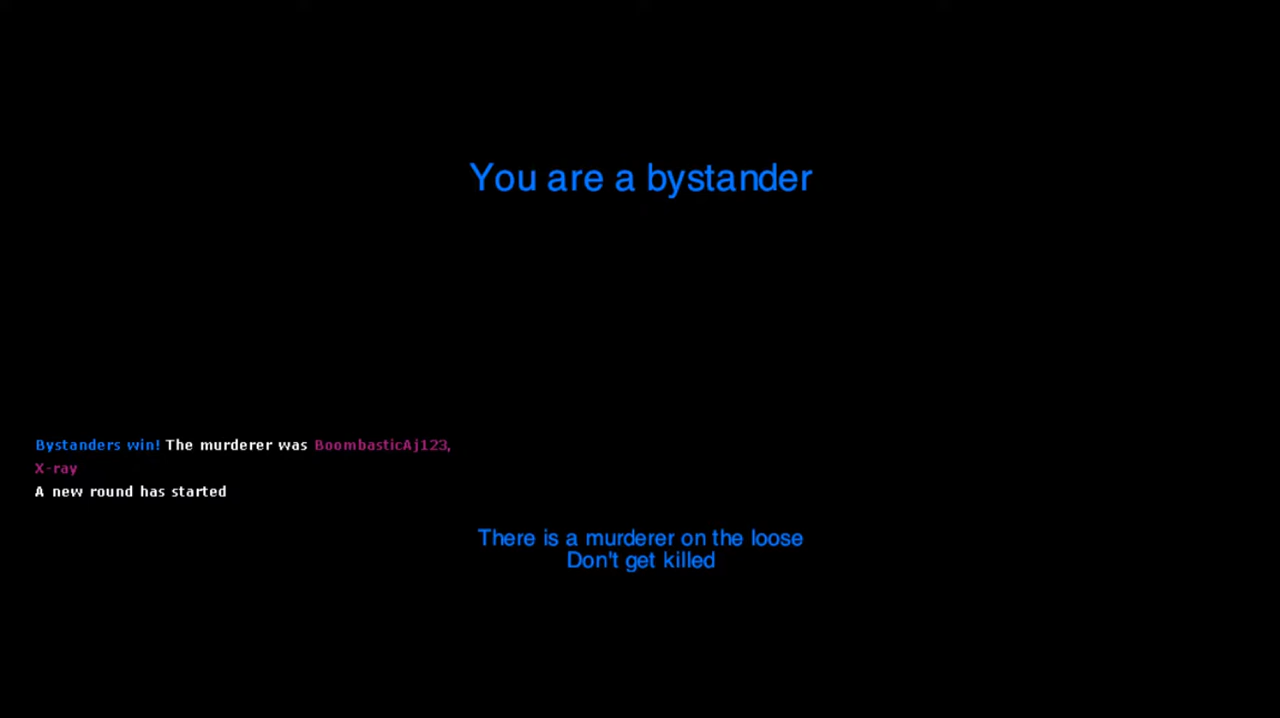 You are a bystander
Bystanders win! The murderer was BoombasticAj123,
X-ray
A new round has started
There is a murderer on the loose
Don't get killed